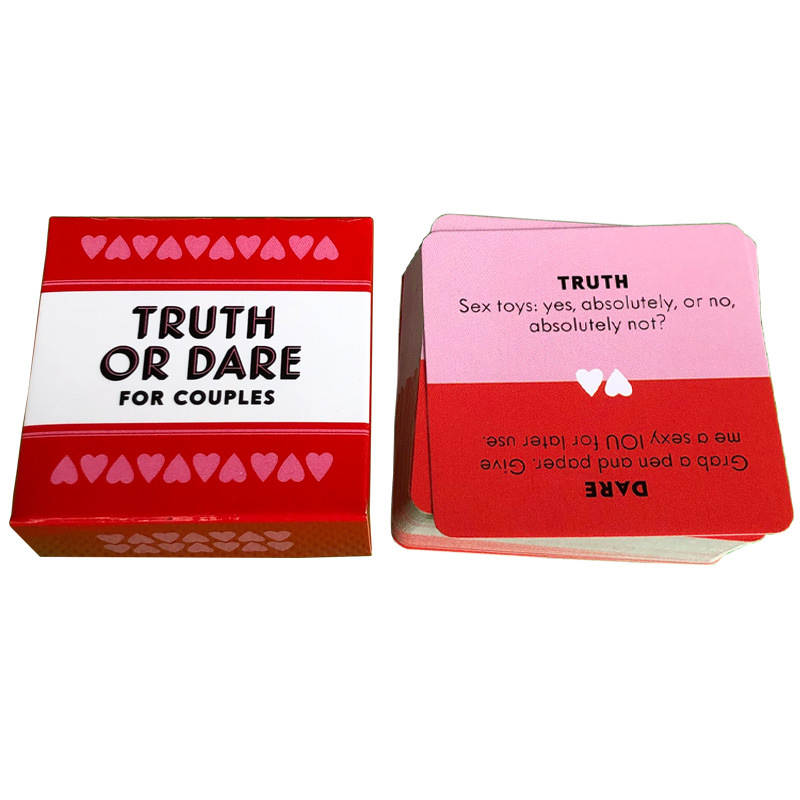 TRUTH
OR DARE
FOR COUPLES
TRUTH
Sex toys: yes, absolutely, or no,
absolutely not?
DARE
Grab a pen and paper. Give
me a sexy IOU for later use.